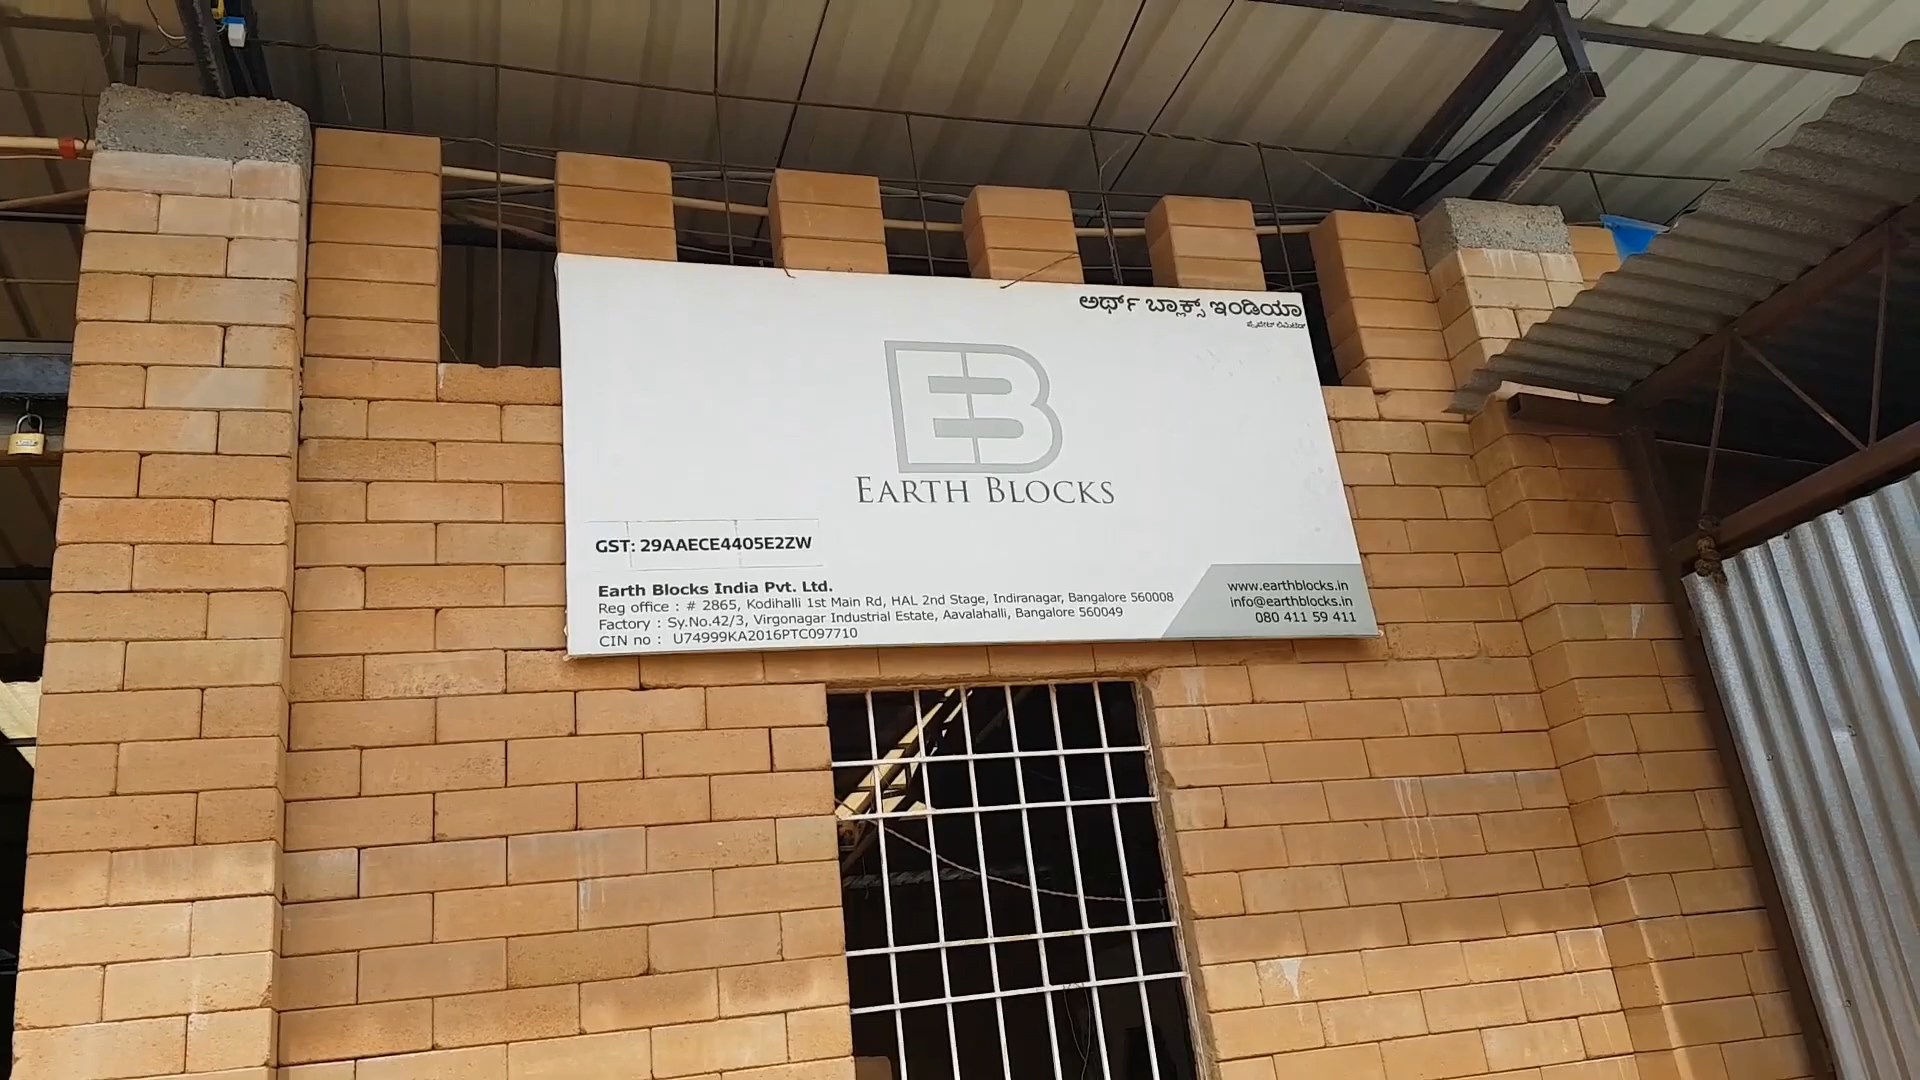 ಅರ್ಥ್ ಬ್ಲಾಕ್ಸ್ ಇಂಡಿಯಾ
ಪ್ರೈವೇಟ್ ಲಿಮಿಟೆಡ್
EB
EARTH BLOCKS
GST: 29AAECE4405E2ZW
Earth Blocks India Pvt. Ltd.
Reg office : # 2865, Kodihalli 1st Main Rd, HAL 2nd Stage, Indiranagar, Bangalore 560008
Factory : Sy.No.42/3, Virgonagar Industrial Estate, Aavalahalli, Bangalore 560049
CIN no : U74999KA2016PTC097710
www.earthblocks.in
info@earthblocks.in
080 411 59 411